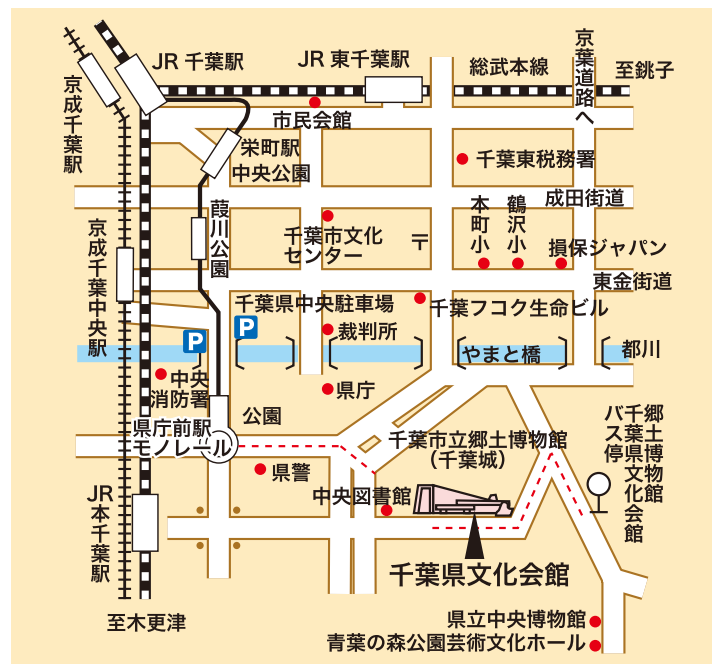 JR 千葉駅
JR 東千葉駅
総武本線
京葉道路へ
至銚子
京成千葉駅
市民会館
栄町駅
中央公園
千葉東税務署
葭川公園
成田街道
本町小
鶴沢小
千葉市文化
センター
〒
損保ジャパン
京成千葉中央駅
東金街道
千葉県中央駐車場
千葉フコク生命ビル
P
P
裁判所
やまと橋
都川
中央
消防署
県庁
公園
県庁前駅
モノレール
千葉市立郷土博物館
（千葉城）
バス停
千葉県文化会館
郷土博物館
県警
中央図書館
JR本千葉駅
千葉県文化会館
至木更津
県立中央博物館
青葉の森公園芸術文化ホール